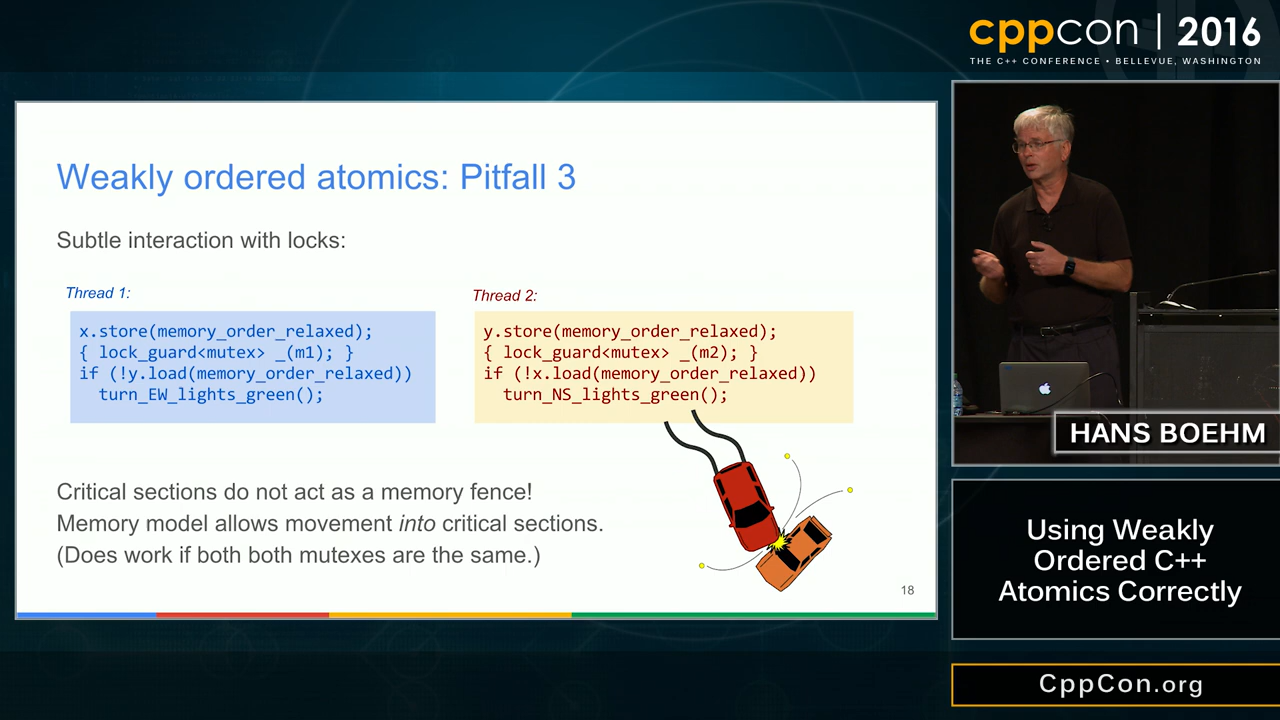 cppcon | 2016
THE C++ CONFERENCE • BELLEVUE, WASHINGTON
Weakly ordered atomics: Pitfall 3
Subtle interaction with locks:
Thread 1:
x.store(memory_order_relaxed);
{ lock_guard<mutex> _(m1); }
if (!y.load(memory_order_relaxed))
turn_EW_lights_green();
Thread 2:
y.store(memory_order_relaxed);
{ lock_guard<mutex> _(m2); }
if (!x.load(memory_order_relaxed))
turn_NS_lights_green();
Critical sections do not act as a memory fence!
Memory model allows movement into critical sections.
(Does work if both both mutexes are the same.)
18
HANS BOEHM
Using Weakly
Ordered C++
Atomics Correctly
CppCon.org